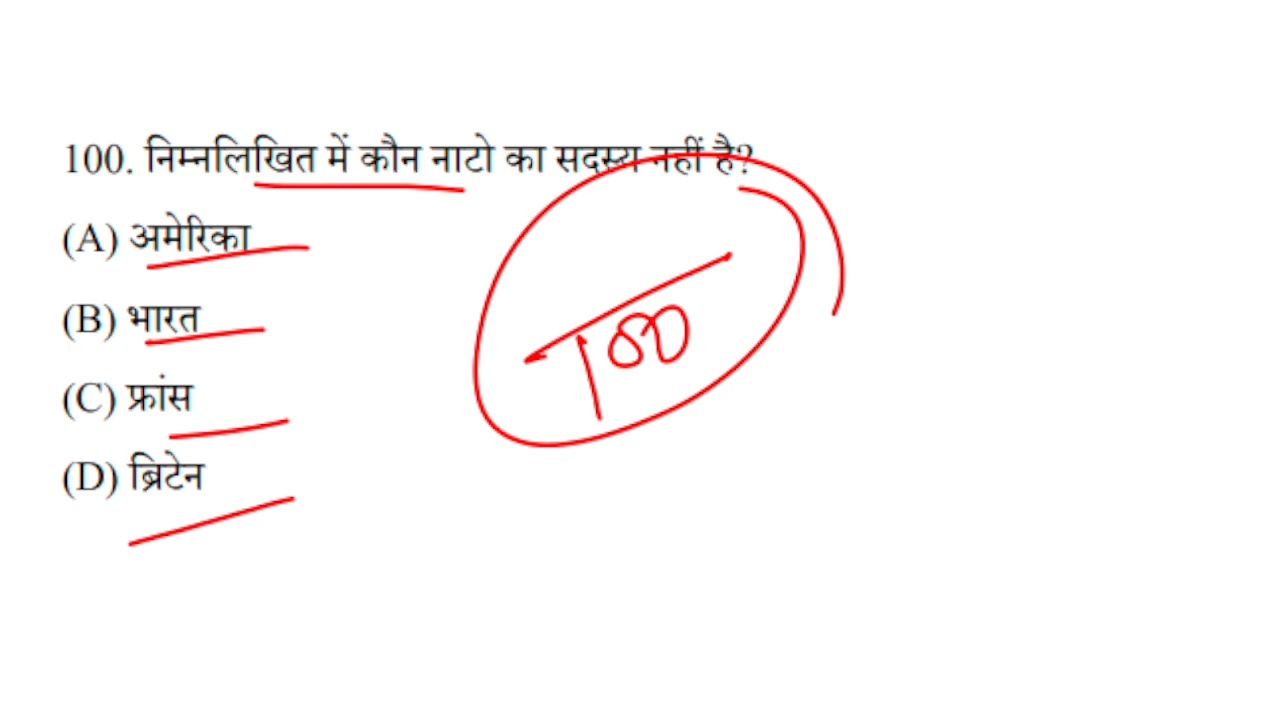 100. निम्नलिखित में कौन नाटो का सदस्य नहीं है?
(A) अमेरिका
(B) भारत
(C) फ्रांस
(D) ब्रिटेन
100